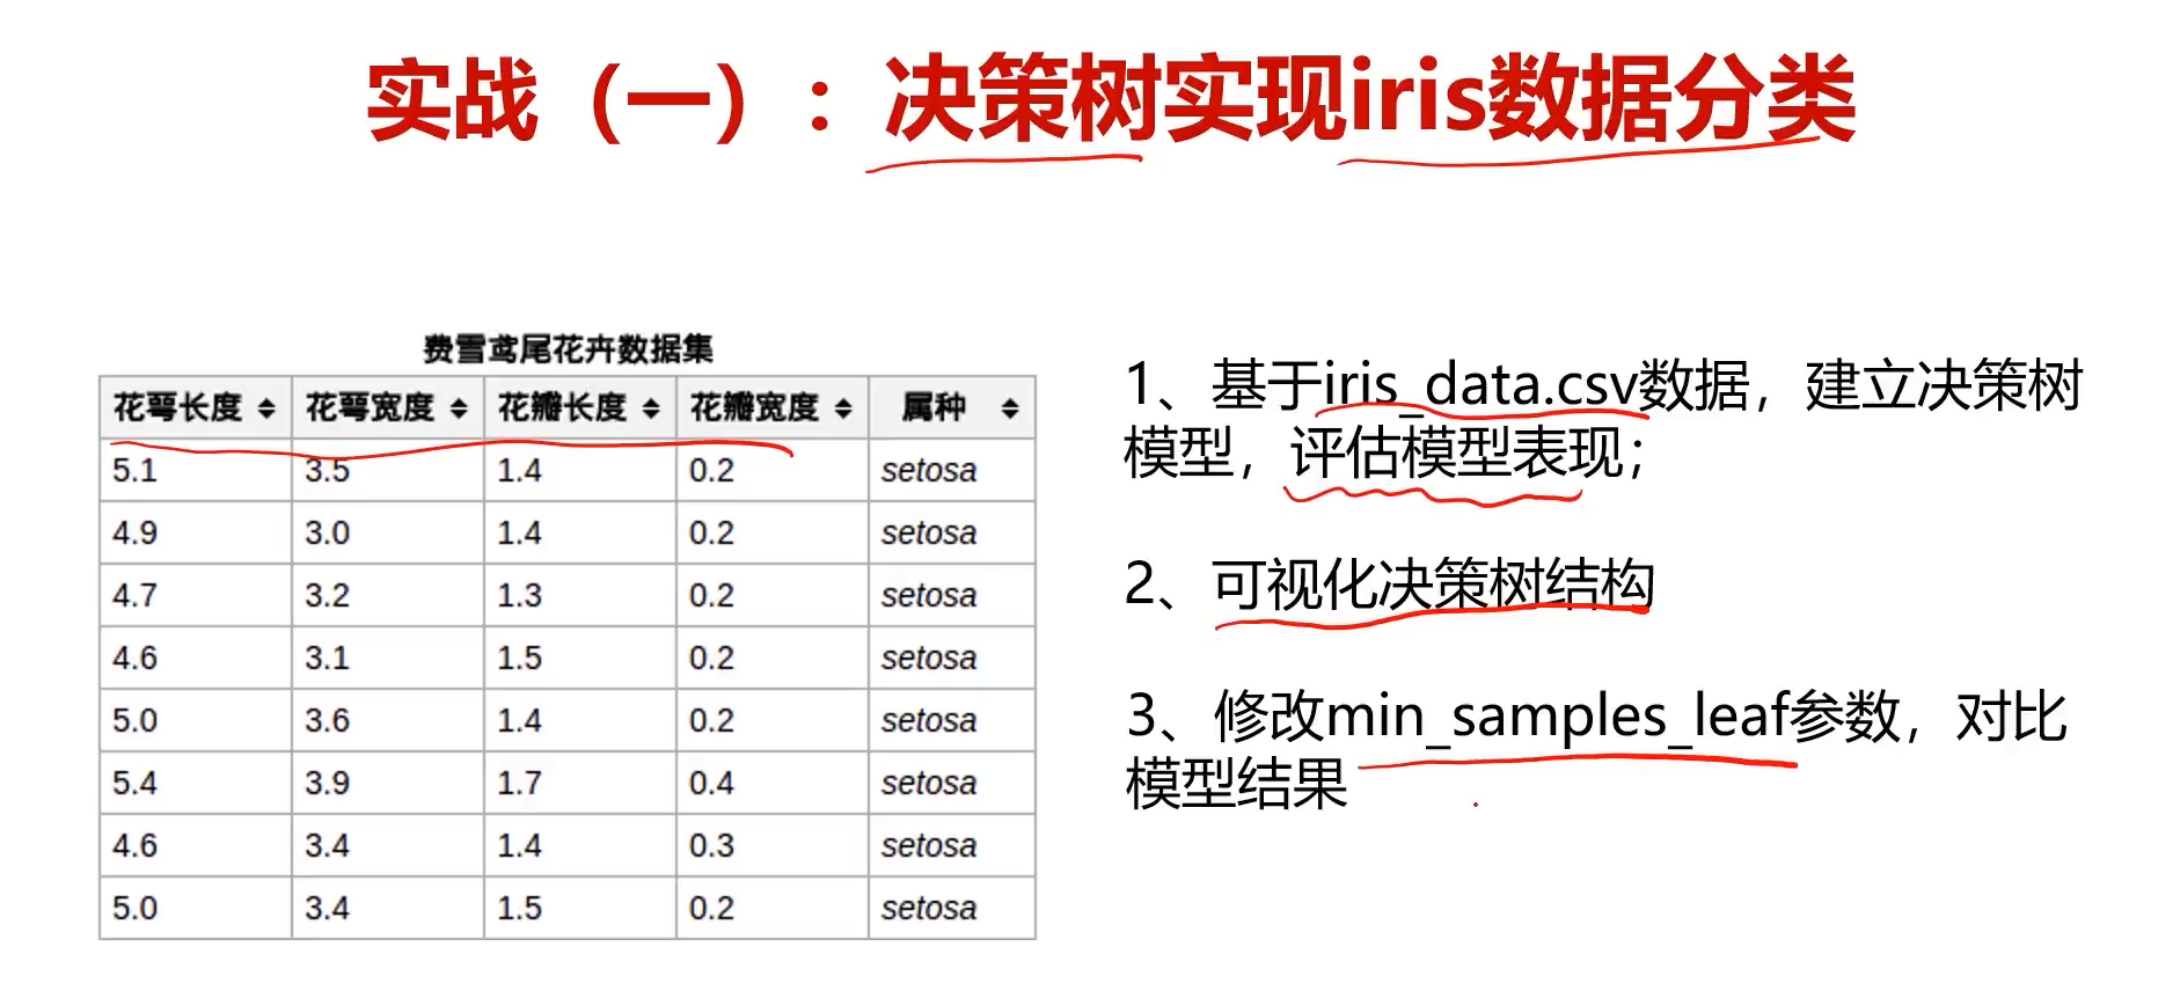 实战（一）：决策树实现iris数据分类
费雪鸢尾花卉数据集
花萼长度 花萼宽度 花瓣长度 花瓣宽度 属种
5.1 3.5 1.4 0.2 setosa
4.9 3.0 1.4 0.2 setosa
4.7 3.2 1.3 0.2 setosa
4.6 3.1 1.5 0.2 setosa
5.0 3.6 1.4 0.2 setosa
5.4 3.9 1.7 0.4 setosa
4.6 3.4 1.4 0.3 setosa
5.0 3.4 1.5 0.2 setosa
1、基于iris_data.csv数据，建立决策树
模型，评估模型表现；
2、可视化决策树结构
3、修改min_samples_leaf参数，对比
模型结果